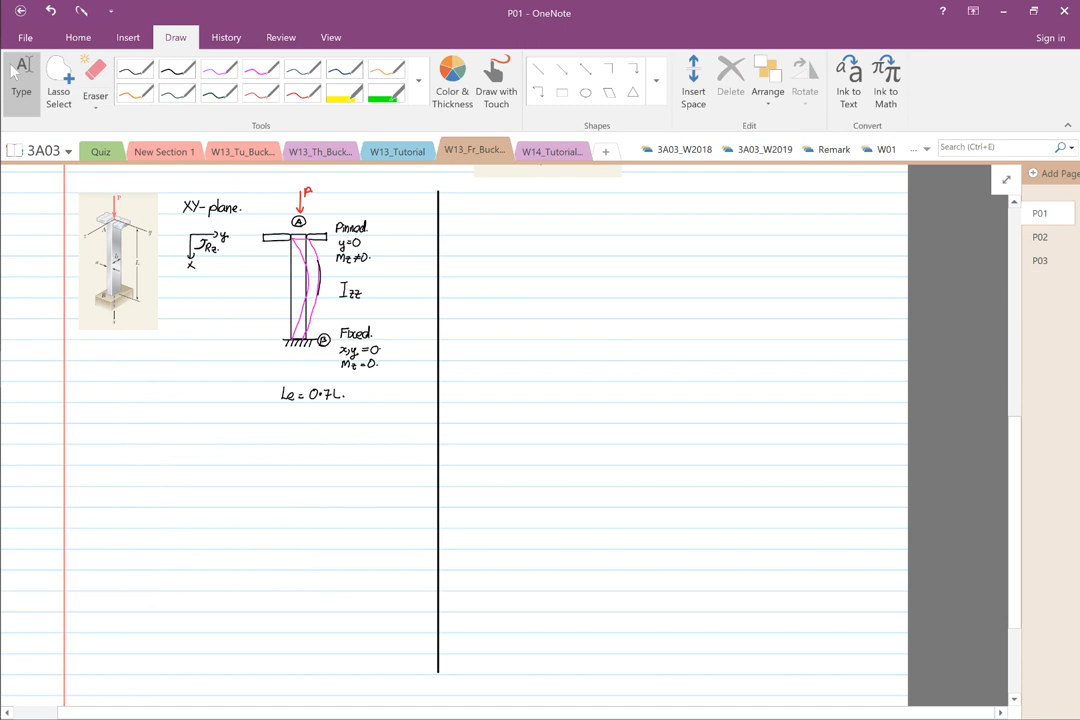 P01 - OneNote
Sign in
File
Home
Insert
Draw
History
Review
View
Type
Lasso
Select
Eraser
Color &
Thickness
Draw with
Touch
Insert
Space
Delete
Arrange
Rotate
Ink to
Text
Ink to
Math
Tools
Shapes
Edit
Convert
3A03
Quiz
New Section 1
W13_Tu_Buck...
W13_Th_Buck...
W13_Tutorial
W13_Fr_Buck...
W14_Tutorial...
3A03_W2018
3A03_W2019
Remark
W01
Search (Ctrl+E)
Add Page
P01
P02
P03
P
A
L
XY-plane.
y
Rz.
x
P
A
Pinned.
y=0
Mz≠0.
Izz
Fixed.
x,y = 0
Mz = 0.
B
Le = 0.7L.